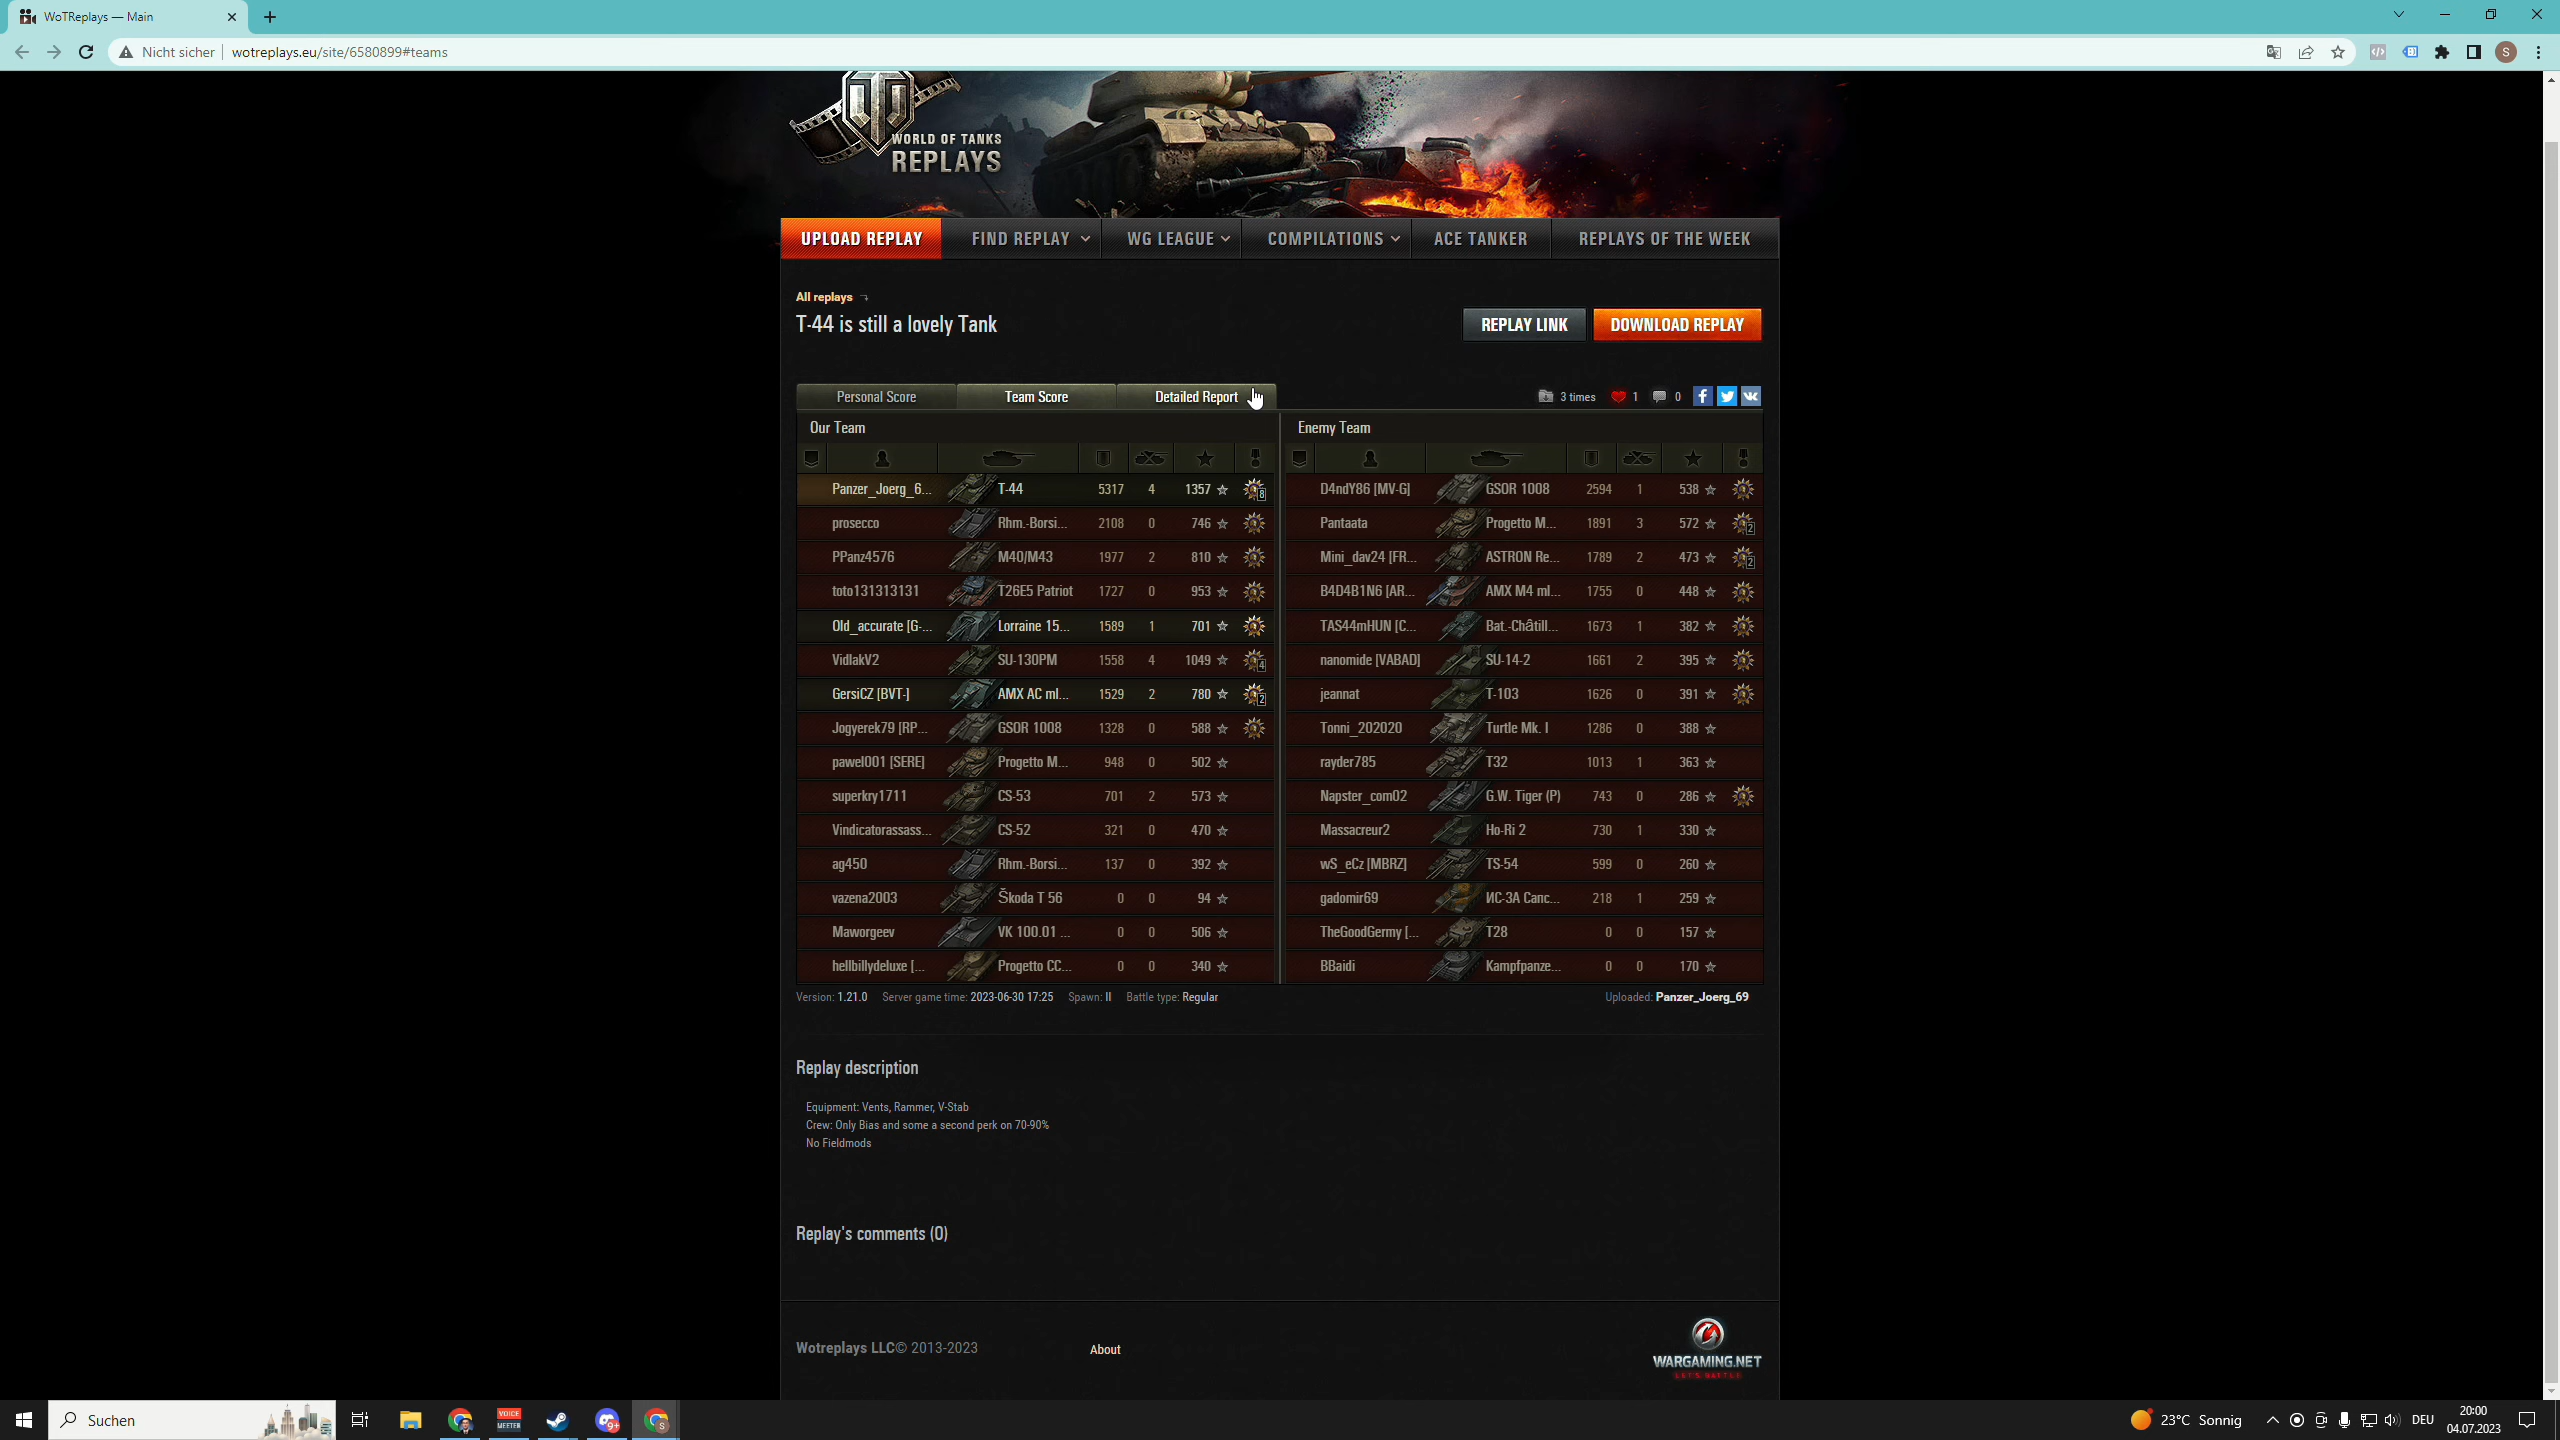 WoTReplays — Main
Nicht sicher wotreplays.eu/site/6580899#teams
S
WORLD OF TANKS
REPLAYS
UPLOAD REPLAY FIND REPLAY WG LEAGUE COMPILATIONS ACE TANKER REPLAYS OF THE WEEK
All replays
T-44 is still a lovely Tank
REPLAY LINK DOWNLOAD REPLAY
Personal Score Team Score Detailed Report 3 times 1 0
Our Team Enemy Team
Panzer_Joerg_6... T-44 5317 4 1357 8 D4ndY86 [MV-G] GSOR 1008 2594 1 538
prosecco Rhm.-Borsi... 2108 0 746 Pantaata Progetto M... 1891 3 572 2
PPanz4576 M40/M43 1977 2 810 Mini_dav24 [FR... ASTRON Re... 1789 2 473 2
toto131313131 T26E5 Patriot 1727 0 953 B4D4B1N6 [AR... AMX M4 ml... 1755 0 448
Old_accurate [G-... Lorraine 15... 1589 1 701 TAS44mHUN [C... Bat.-Châtill... 1673 1 382
VidlakV2 SU-130PM 1558 4 1049 4 nanomide [VABAD] SU-14-2 1661 2 395
GersiCZ [BVT-] AMX AC ml... 1529 2 780 2 jeannat T-103 1626 0 391
Jogyerek79 [RP... GSOR 1008 1328 0 588 Tonni_202020 Turtle Mk. I 1286 0 388
pawel001 [SERE] Progetto M... 948 0 502 rayder785 T32 1013 1 363
superkry1711 CS-53 701 2 573 Napster_com02 G.W. Tiger (P) 743 0 286
Vindicatorassass... CS-52 321 0 470 Massacreur2 Ho-Ri 2 730 1 330
ag450 Rhm.-Borsi... 137 0 392 wS_eCz [MBRZ] TS-54 599 0 260
vazena2003 Škoda T 56 0 0 94 gadomir69 ИС-3А Санс... 218 1 259
Maworgeev VK 100.01 ... 0 0 506 TheGoodGermy [... T28 0 0 157
hellbillydeluxe [... Progetto CC... 0 0 340 BBaidi Kampfpanze... 0 0 170
Version: 1.21.0 Server game time: 2023-06-30 17:25 Spawn: II Battle type: Regular Uploaded: Panzer_Joerg_69
Replay description
Equipment: Vents, Rammer, V-Stab
Crew: Only Bias and some a second perk on 70-90%
No Fieldmods
Replay's comments (0)
Wotreplays LLC© 2013-2023 About
WARGAMING.NET
LET'S BATTLE
Suchen VOICE MEETER 9+ S 23°C Sonnig DEU 20:00
04.07.2023